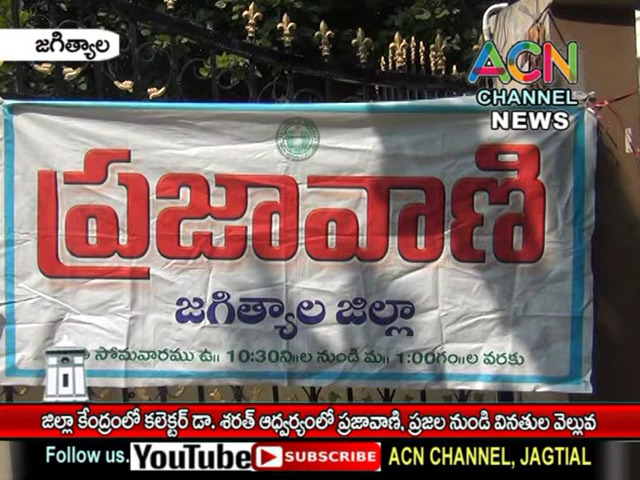 జగిత్యాల
ACN
CHANNEL
NEWS
ప్రజావాణి
జగిత్యాల జిల్లా
సోమవారము ఉ॥ 10:30ని॥ల నుండి మ॥ 1:00గం॥ల వరకు
జిల్లా కేంద్రంలో కలెక్టర్ డా. శరత్ ఆధ్వర్యంలో ప్రజావాణి, ప్రజల నుండి వినతుల వెల్లువ
Follow us. YouTube SUBSCRIBE ACN CHANNEL, JAGTIAL